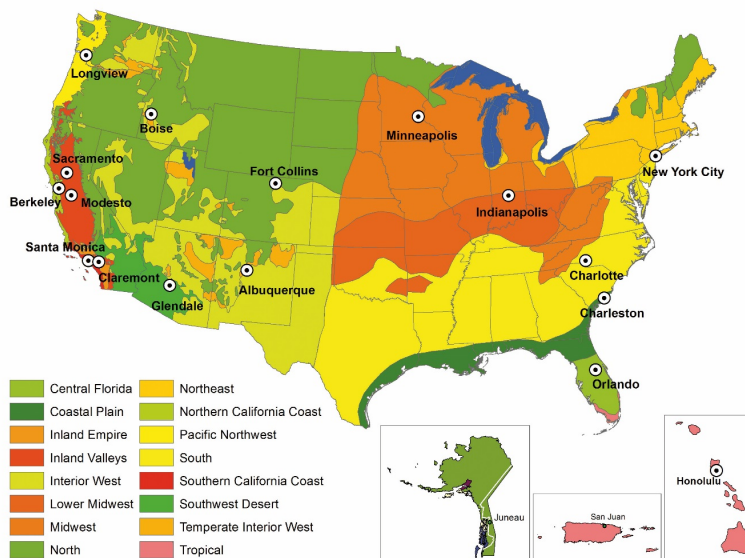 Longview
Boise
Minneapolis
New York City
Sacramento
Fort Collins
Berkeley
Modesto
Indianapolis
Santa Monica
Claremont
Albuquerque
Charlotte
Glendale
Charleston
Orlando
Central Florida
Northeast
Coastal Plain
Northern California Coast
Inland Empire
Pacific Northwest
Inland Valleys
South
Interior West
Southern California Coast
Lower Midwest
Southwest Desert
Midwest
Temperate Interior West
North
Tropical
Juneau
San Juan
Honolulu